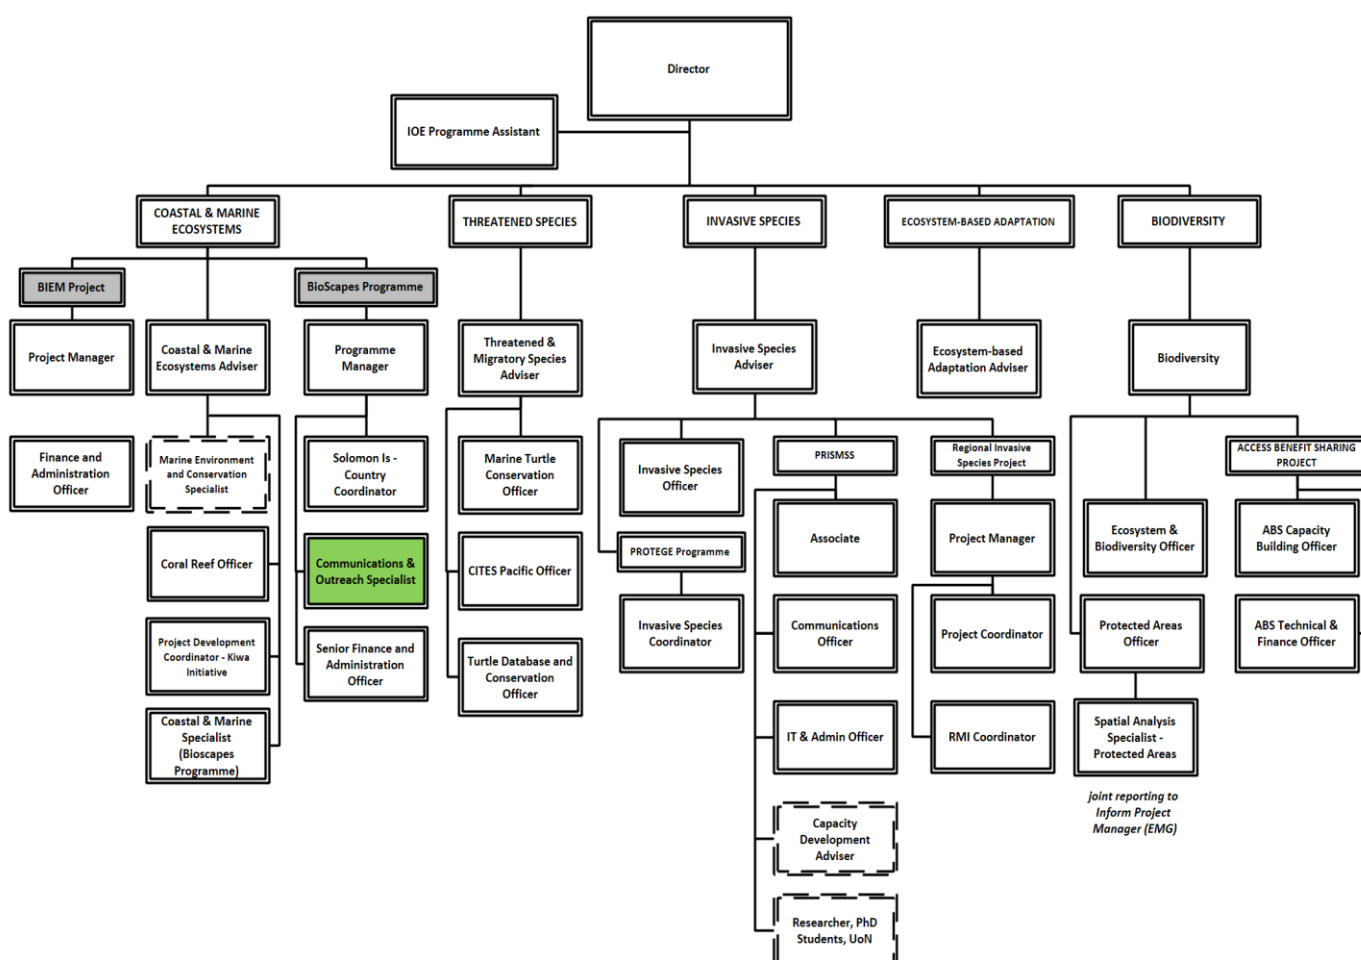 Director
IOE Programme Assistant
COASTAL & MARINE
ECOSYSTEMS
THREATENED SPECIES
INVASIVE SPECIES
ECOSYSTEM-BASED ADAPTATION
BIODIVERSITY
BIEM Project
BioScapes Programme
Project Manager
Coastal & Marine
Ecosystems Adviser
Programme
Manager
Threatened &
Migratory Species
Adviser
Invasive Species
Adviser
Ecosystem-based
Adaptation Adviser
Biodiversity
Finance and
Administration
Officer
Marine Environment
and Conservation
Specialist
Solomon Is -
Country
Coordinator
Marine Turtle
Conservation
Officer
Invasive Species
Officer
PRISMSS
Regional Invasive
Species Project
ACCESS BENEFIT SHARING
PROJECT
Coral Reef Officer
Communications &
Outreach Specialist
CITES Pacific Officer
PROTEGE Programme
Associate
Project Manager
Ecosystem &
Biodiversity Officer
ABS Capacity
Building Officer
Project Development
Coordinator - Kiwa
Initiative
Senior Finance and
Administration
Officer
Turtle Database and
Conservation
Officer
Invasive Species
Coordinator
Communications
Officer
Project Coordinator
Protected Areas
Officer
ABS Technical &
Finance Officer
Coastal & Marine
Specialist
(Bioscapes
Programme)
IT & Admin Officer
RMI Coordinator
Spatial Analysis
Specialist -
Protected Areas
joint reporting to
Inform Project
Manager (EMG)
Capacity
Development
Adviser
Researcher, PhD
Students, UoN